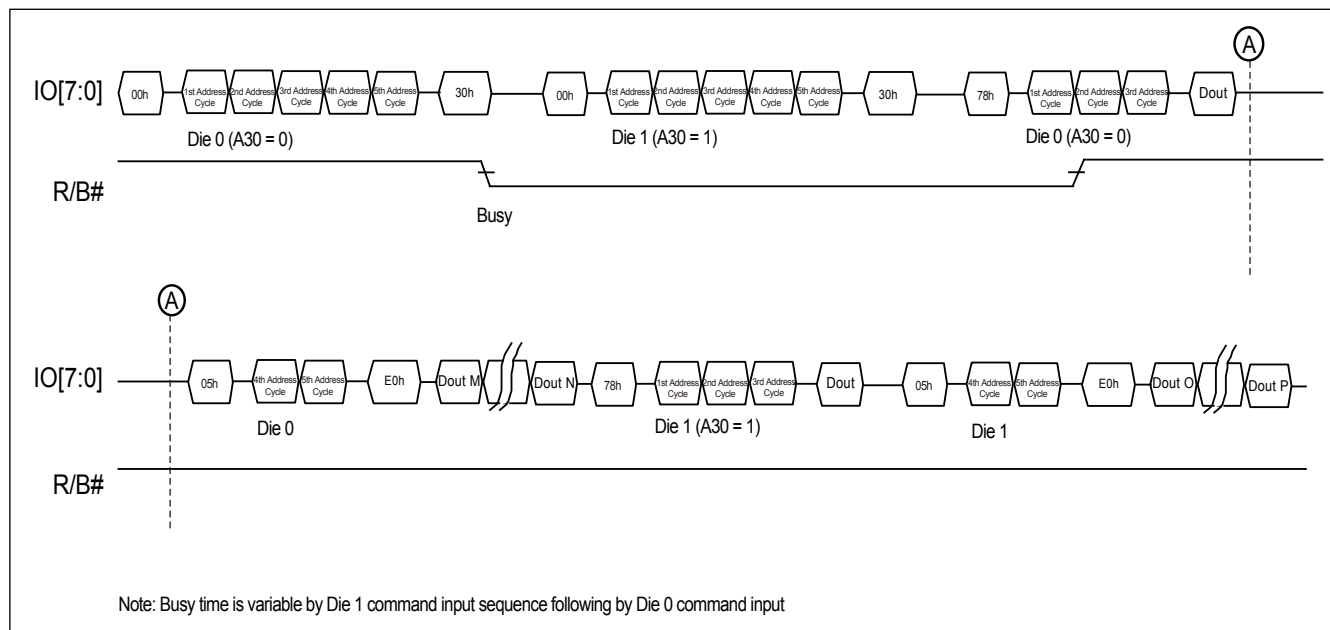 A
IO[7:0] 00h 1st Address Cycle 2nd Address Cycle 3rd Address Cycle 4th Address Cycle 5th Address Cycle 30h 00h 1st Address Cycle 2nd Address Cycle 3rd Address Cycle 4th Address Cycle 5th Address Cycle 30h 78h 1st Address Cycle 2nd Address Cycle 3rd Address Cycle Dout
Die 0 (A30 = 0) Die 1 (A30 = 1) Die 0 (A30 = 0)
R/B#
Busy
A
IO[7:0] 05h 4th Address Cycle 5th Address Cycle E0h Dout M Dout N 78h 1st Address Cycle 2nd Address Cycle 3rd Address Cycle Dout 05h 4th Address Cycle 5th Address Cycle E0h Dout O Dout P
Die 0 Die 1 (A30 = 1) Die 1
R/B#
Note: Busy time is variable by Die 1 command input sequence following by Die 0 command input